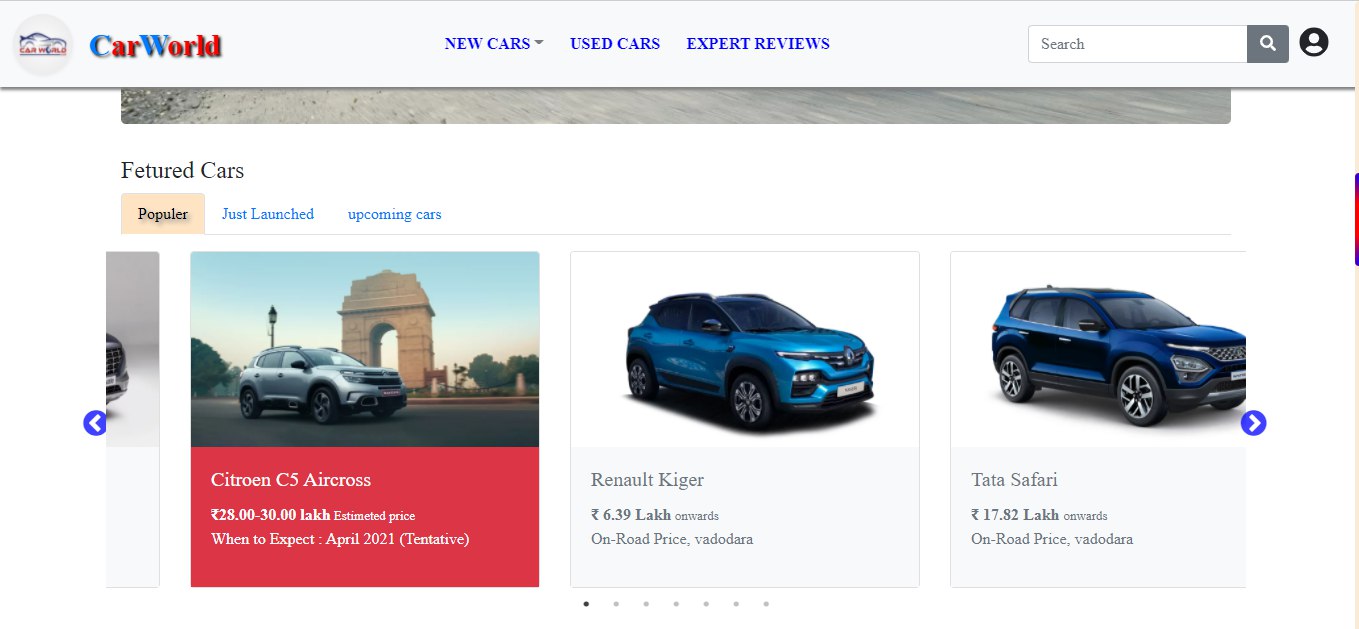 CAR WORLD
CarWorld
NEW CARS
USED CARS
EXPERT REVIEWS
Search
Fetured Cars
Populer
Just Launched
upcoming cars
Citroen C5 Aircross
₹28.00-30.00 lakh Estimeted price
When to Expect : April 2021 (Tentative)
Renault Kiger
₹ 6.39 Lakh onwards
On-Road Price, vadodara
Tata Safari
₹ 17.82 Lakh onwards
On-Road Price, vadodara